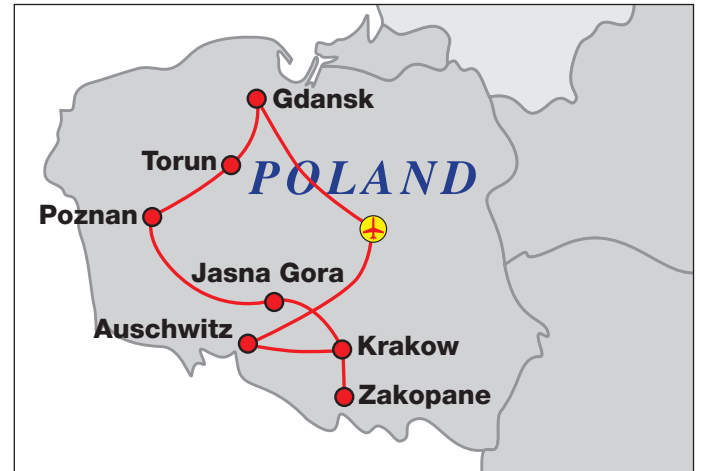 Gdansk
Torun
POLAND
Poznan
Jasna Gora
Auschwitz
Krakow
Zakopane